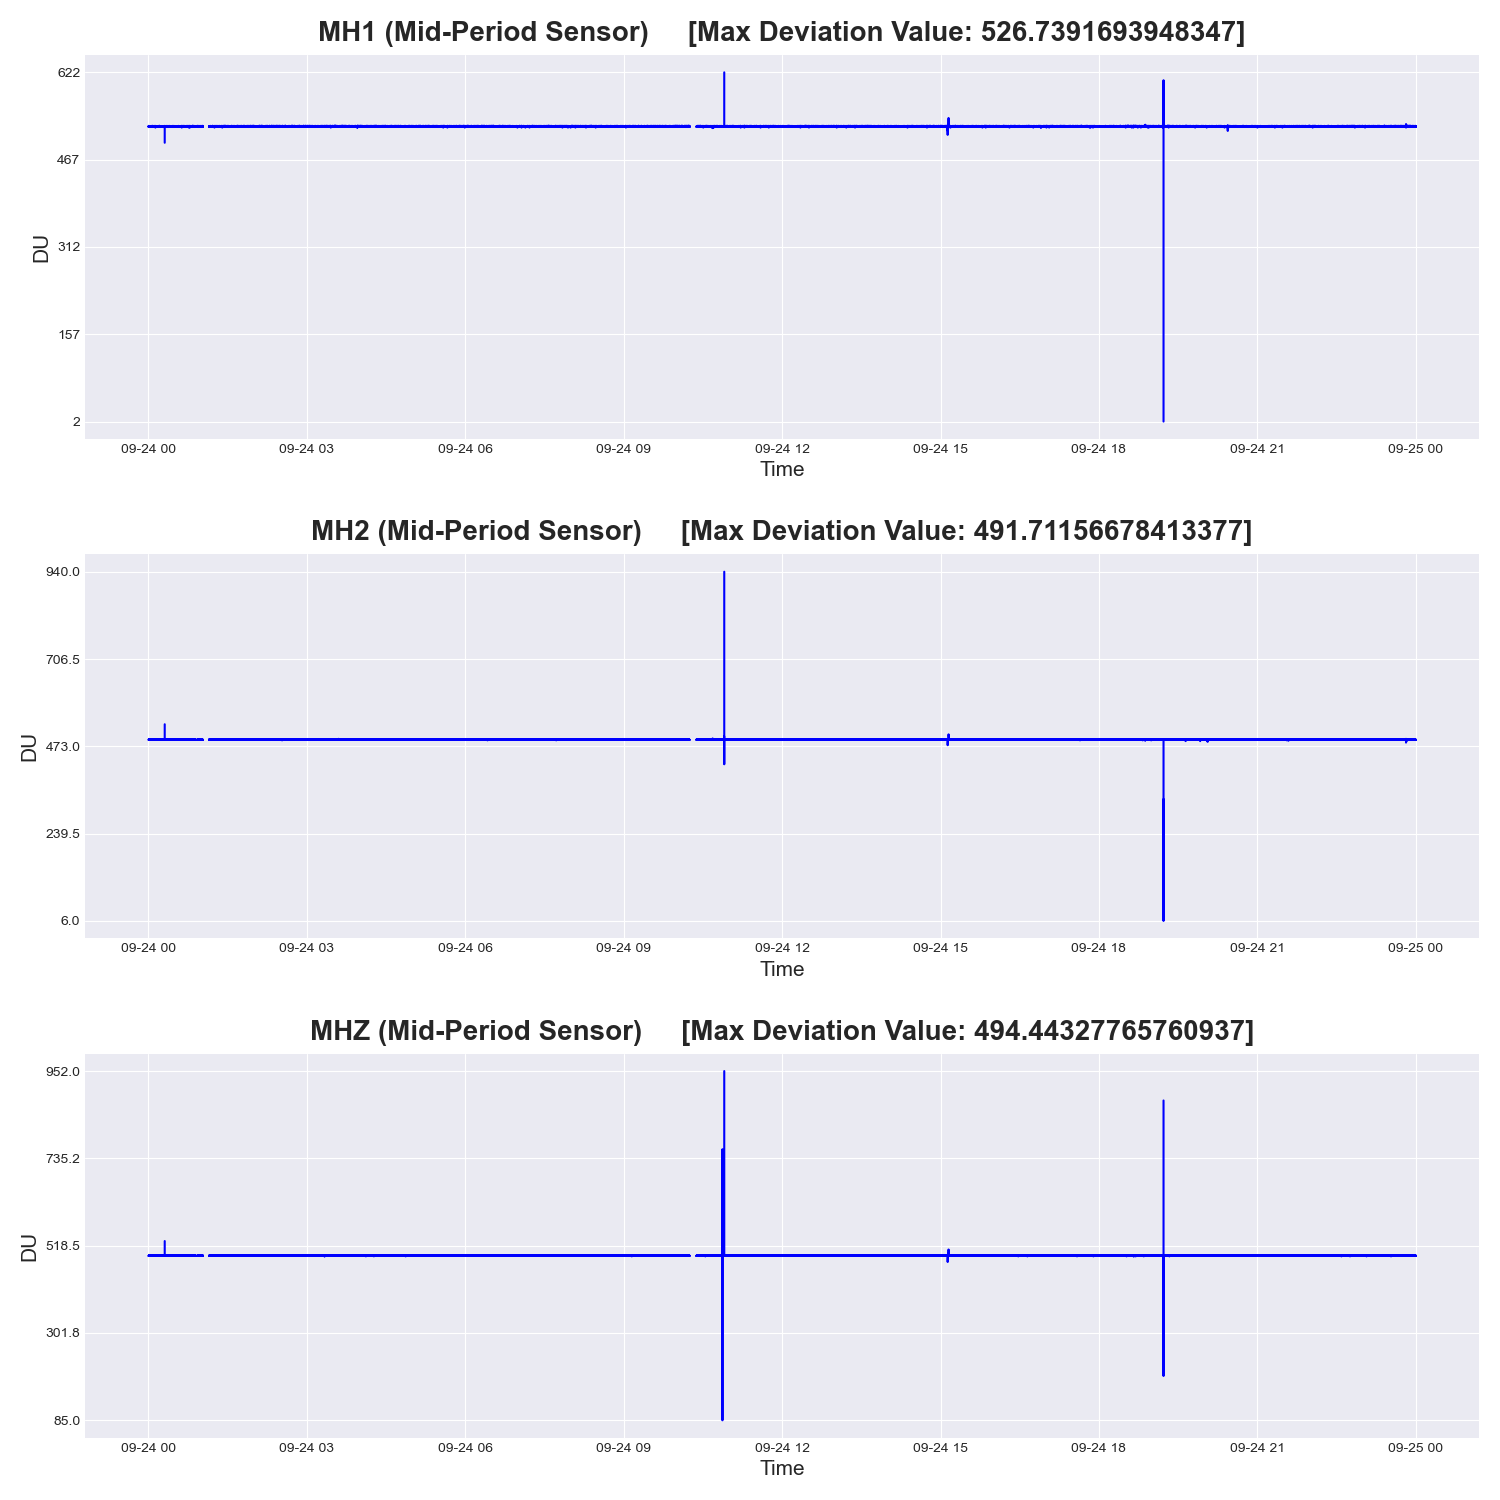 MH1 (Mid-Period Sensor) [Max Deviation Value: 526.7391693948347]
622
467
312
157
2
DU
09-24 00 09-24 03 09-24 06 09-24 09 09-24 12 09-24 15 09-24 18 09-24 21 09-25 00
Time
MH2 (Mid-Period Sensor) [Max Deviation Value: 491.71156678413377]
940.0
706.5
473.0
239.5
6.0
DU
09-24 00 09-24 03 09-24 06 09-24 09 09-24 12 09-24 15 09-24 18 09-24 21 09-25 00
Time
MHZ (Mid-Period Sensor) [Max Deviation Value: 494.443277765760937]
952.0
735.2
518.5
301.8
85.0
DU
09-24 00 09-24 03 09-24 06 09-24 09 09-24 12 09-24 15 09-24 18 09-24 21 09-25 00
Time